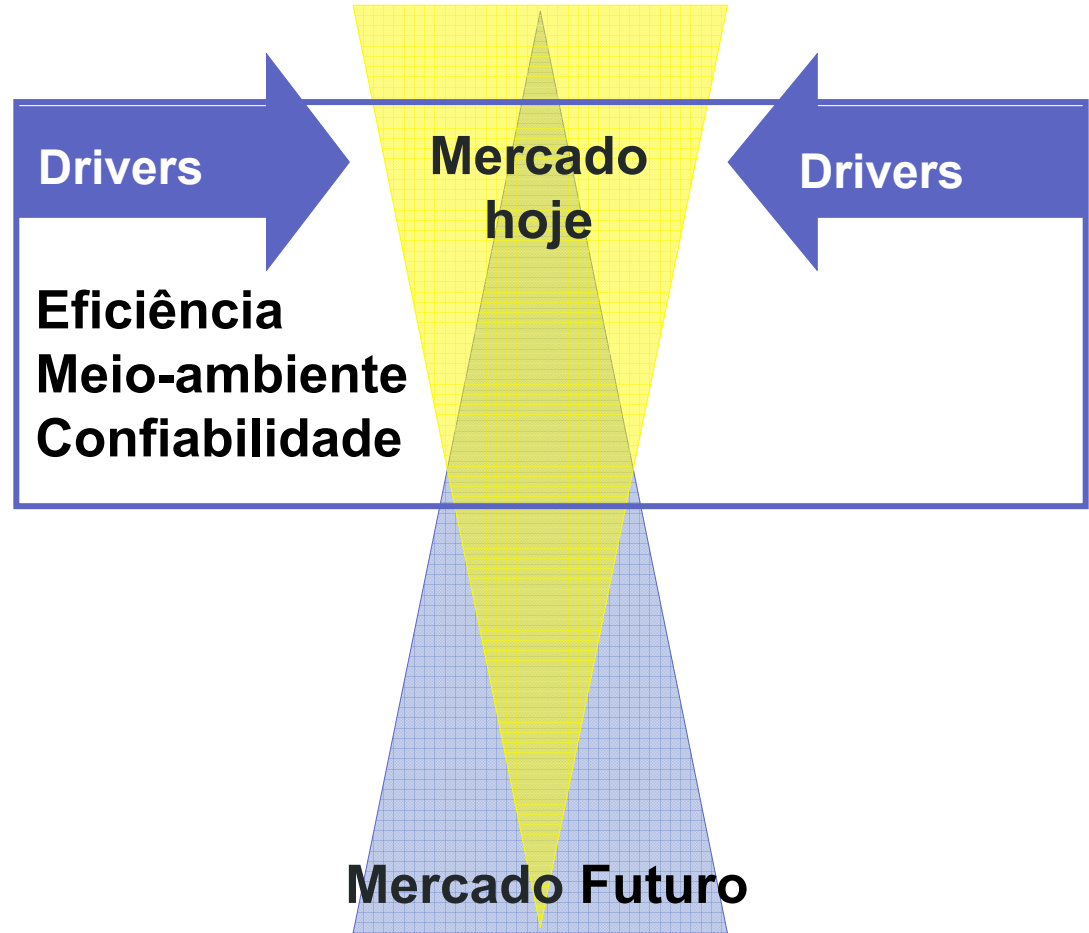 Drivers
Mercado
hoje
Drivers
Eficiência
Meio-ambiente
Confiabilidade
Mercado Futuro